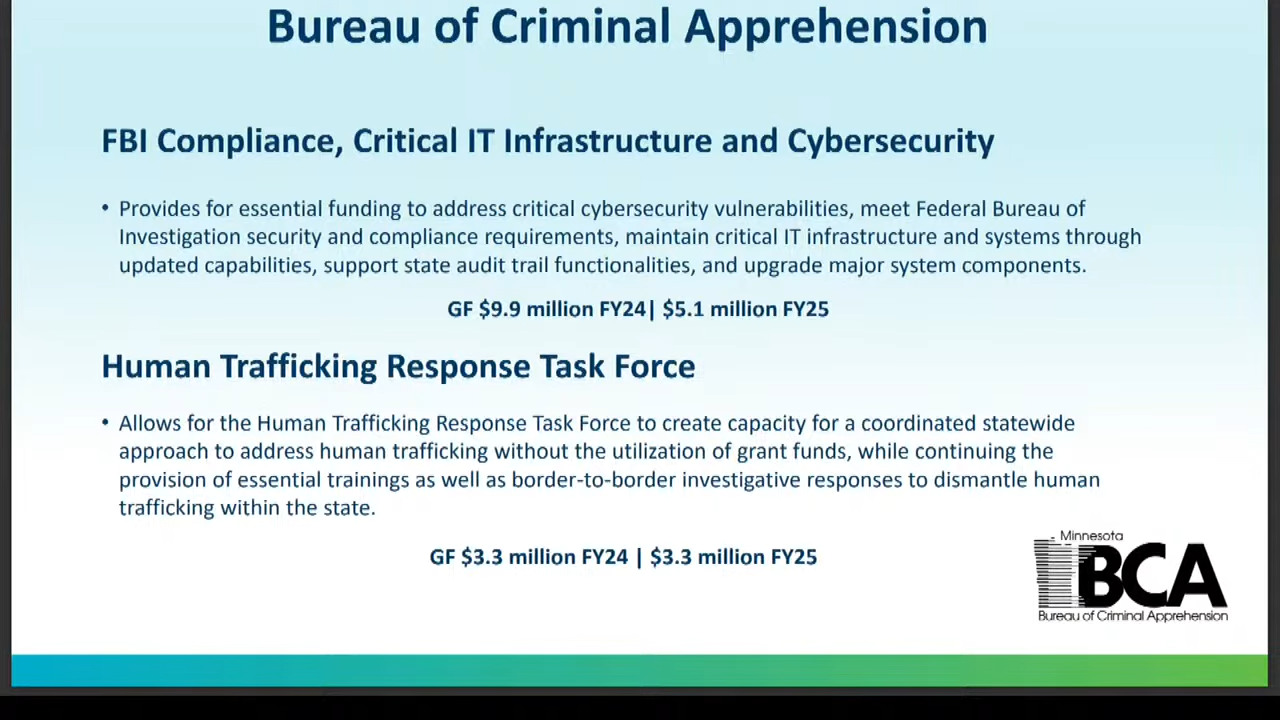 Bureau of Criminal Apprehension
FBI Compliance, Critical IT Infrastructure and Cybersecurity
• Provides for essential funding to address critical cybersecurity vulnerabilities, meet Federal Bureau of
Investigation security and compliance requirements, maintain critical IT infrastructure and systems through
updated capabilities, support state audit trail functionalities, and upgrade major system components.
GF $9.9 million FY24| $5.1 million FY25
Human Trafficking Response Task Force
• Allows for the Human Trafficking Response Task Force to create capacity for a coordinated statewide
approach to address human trafficking without the utilization of grant funds, while continuing the
provision of essential trainings as well as border-to-border investigative responses to dismantle human
trafficking within the state.
GF $3.3 million FY24 | $3.3 million FY25
Minnesota
BCA
Bureau of Criminal Apprehension